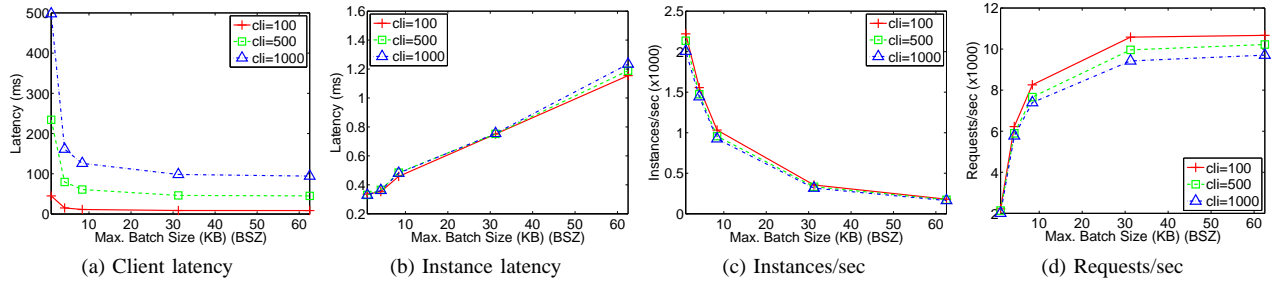 500
400
300
200
100
0
Latency (ms)
10 20 30 40 50 60
Max. Batch Size (KB) (BSZ)
cli=100
cli=500
cli=1000
(a) Client latency
1.6
1.4
1.2
1
0.8
0.6
0.4
0.2
Latency (ms)
10 20 30 40 50 60
Max. Batch Size (KB) (BSZ)
cli=100
cli=500
cli=1000
(b) Instance latency
2.5
2
1.5
1
0.5
0
Instances/sec (x1000)
10 20 30 40 50 60
Max. Batch Size (KB) (BSZ)
cli=100
cli=500
cli=1000
(c) Instances/sec
12
10
8
6
4
2
Requests/sec (x1000)
10 20 30 40 50 60
Max. Batch Size (KB) (BSZ)
cli=100
cli=500
cli=1000
(d) Requests/sec